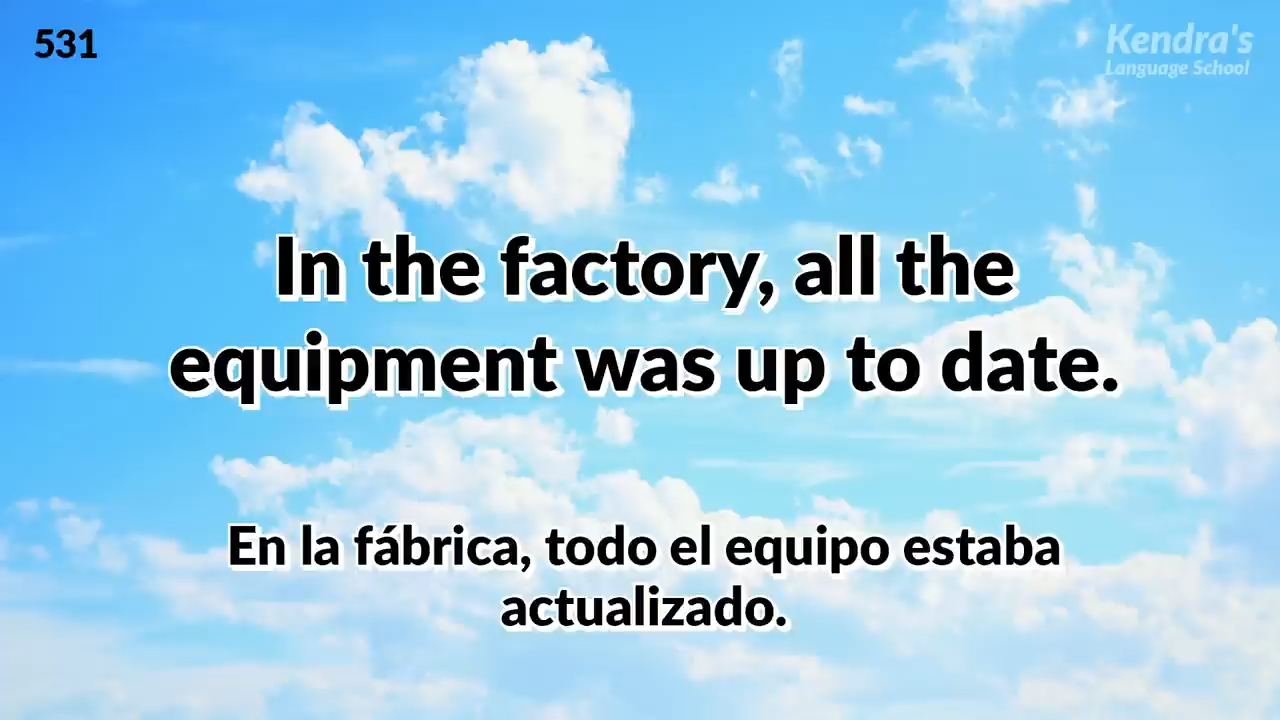 531
Kendra's
Language School
In the factory, all the
equipment was up to date.
En la fábrica, todo el equipo estaba
actualizado.